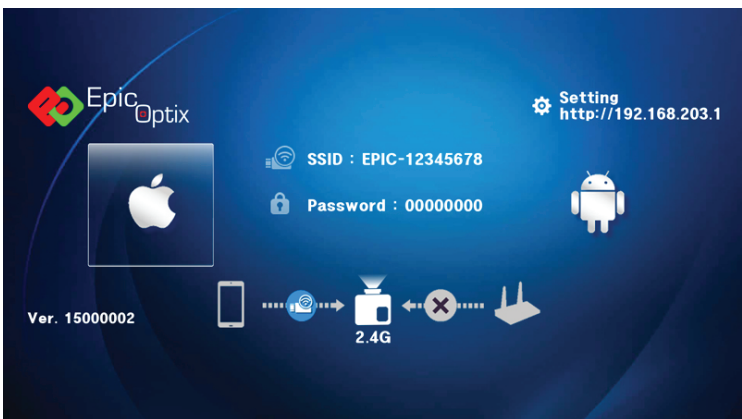 Epic
Optix
Setting
http://192.168.203.1
SSID : EPIC-12345678
Password : 00000000
Ver. 15000002
2.4G